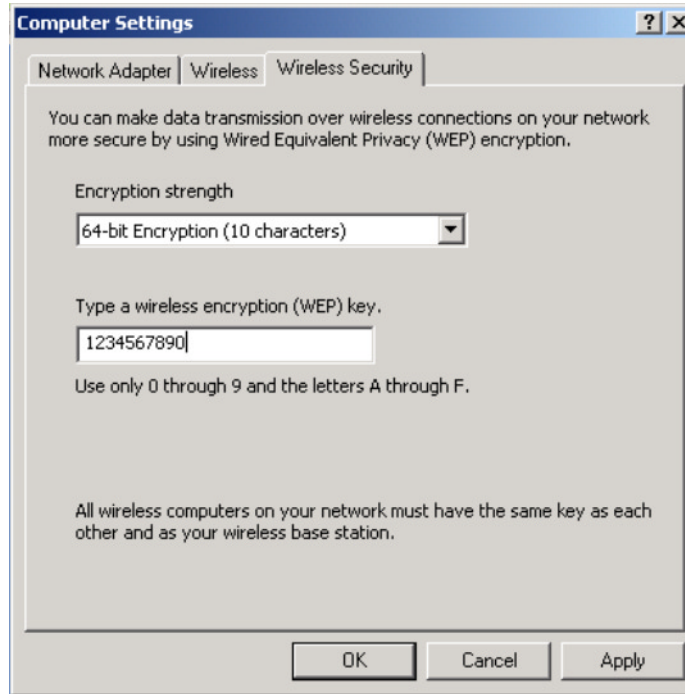 Computer Settings
Network Adapter Wireless Wireless Security
You can make data transmission over wireless connections on your network
more secure by using Wired Equivalent Privacy (WEP) encryption.
Encryption strength
64-bit Encryption (10 characters)
Type a wireless encryption (WEP) key.
1234567890
Use only 0 through 9 and the letters A through F.
All wireless computers on your network must have the same key as each
other and as your wireless base station.
OK Cancel Apply